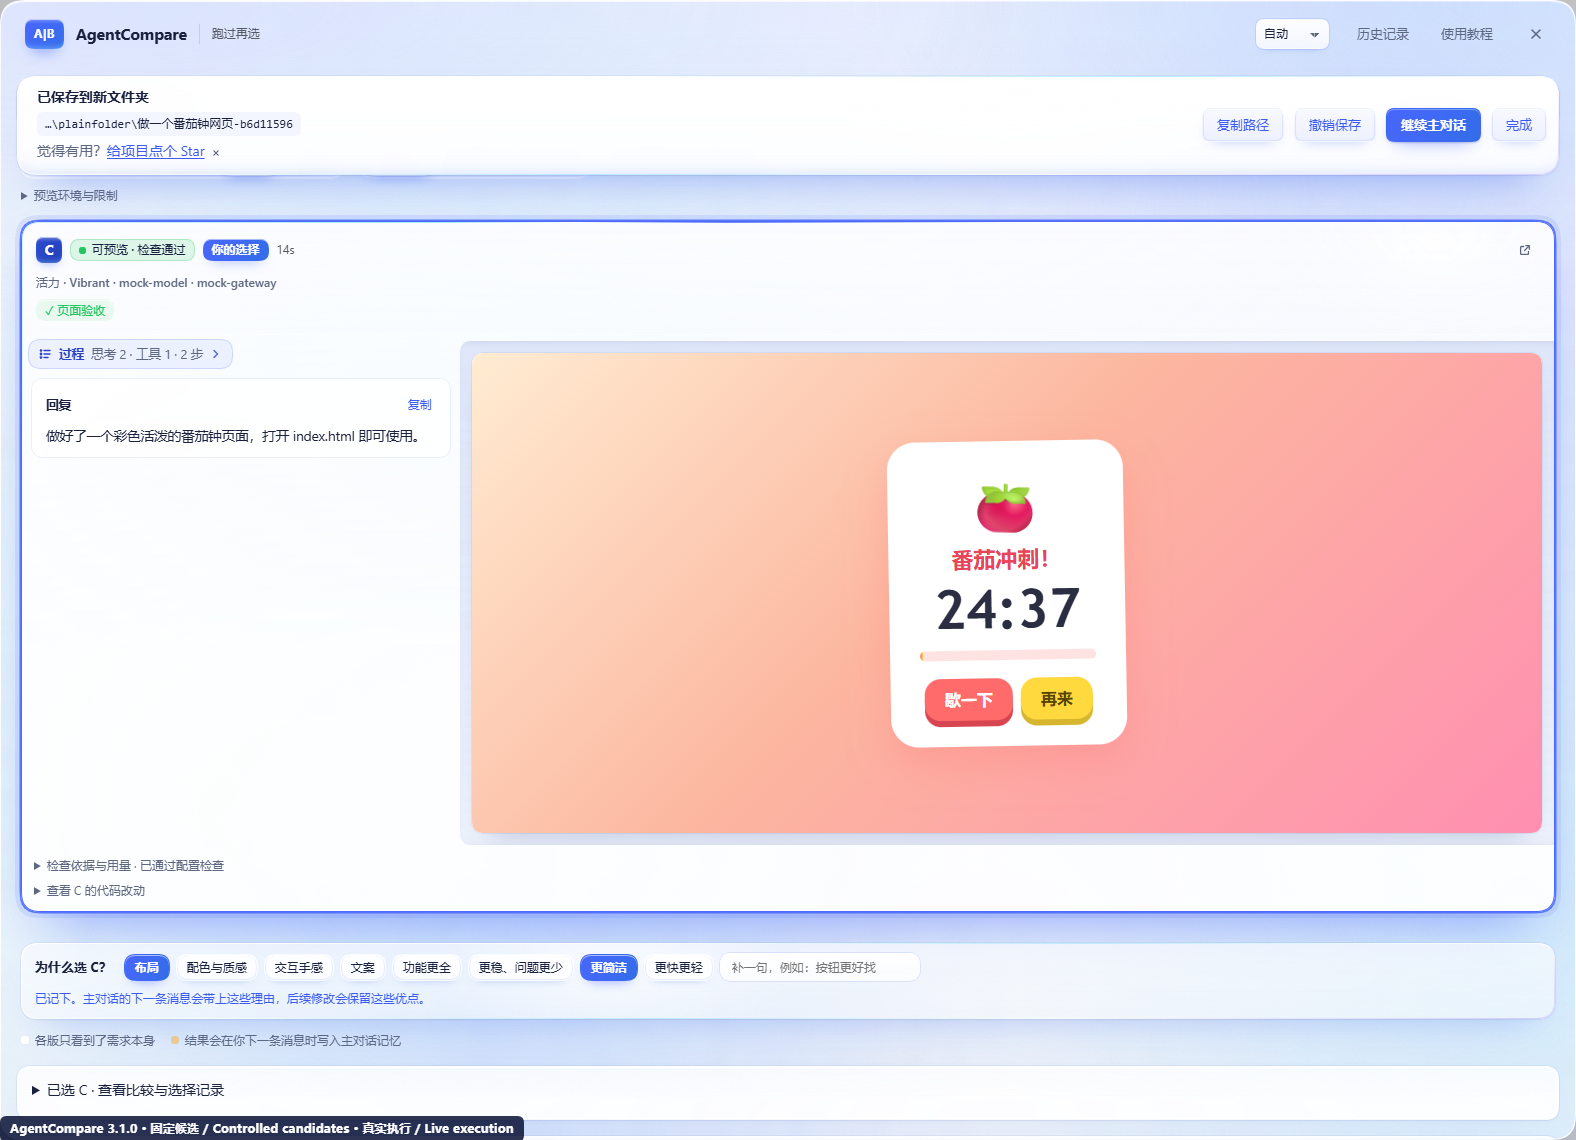 A|B AgentCompare 跑过再选 自动 历史记录 使用教程 ×
已保存到新文件夹
…\plainfolder\做一个番茄钟网页-b6d11596
觉得有用？给项目点个 Star ×
复制路径 撤销保存 继续主对话 完成
▶ 预览环境与限制
C 可预览 · 检查通过 你的选择 14s
活力 · Vibrant · mock-model · mock-gateway
✓ 页面验收
过程 思考 2 · 工具 1 · 2 步
回复 复制
做好了一个彩色活泼的番茄钟页面，打开 index.html 即可使用。
番茄冲刺！
24:37
歇一下 再来
▶ 检查依据与用量 · 已通过配置检查
▶ 查看 C 的代码改动
为什么选 C？ 布局 配色与质感 交互手感 文案 功能更全 更稳、问题更少 更简洁 更快更轻 补一句，例如：按钮更好找
已记下。主对话的下一条消息会带上这些理由，后续修改会保留这些优点。
各版只看到了需求本身 结果会在你下一条消息时写入主对话记忆
▶ 已选 C · 查看比较与选择记录
AgentCompare 3.1.0 • 固定候选 / Controlled candidates • 真实执行 / Live execution